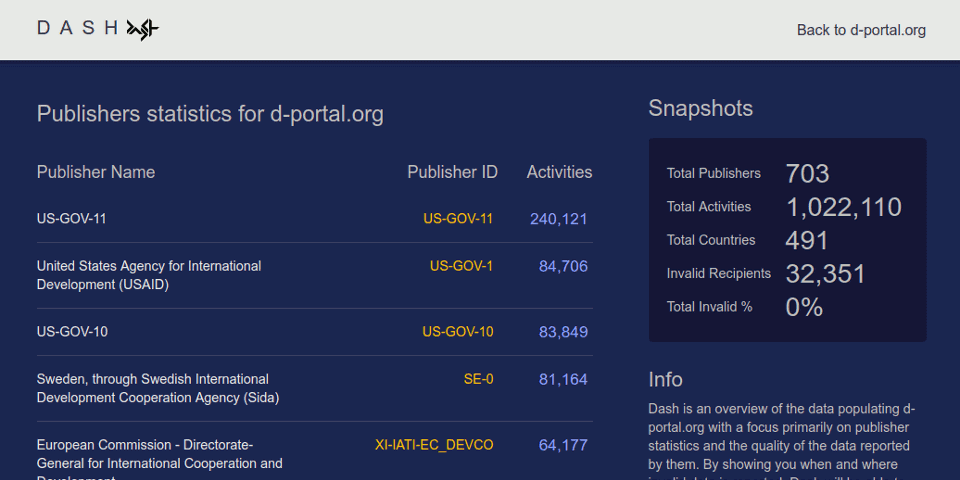 DASH
Back to d-portal.org
Publishers statistics for d-portal.org
Publisher Name Publisher ID Activities
US-GOV-11 US-GOV-11 240,121
United States Agency for International US-GOV-1 84,706
Development (USAID)
US-GOV-10 US-GOV-10 83,849
Sweden, through Swedish International SE-0 81,164
Development Cooperation Agency (Sida)
European Commission - Directorate- XI-IATI-EC_DEVCO 64,177
General for International Cooperation and
Snapshots
Total Publishers 703
Total Activities 1,022,110
Total Countries 491
Invalid Recipients 32,351
Total Invalid % 0%
Info
Dash is an overview of the data populating d-
portal.org with a focus primarily on publisher
statistics and the quality of the data reported
by them. By showing you when and where